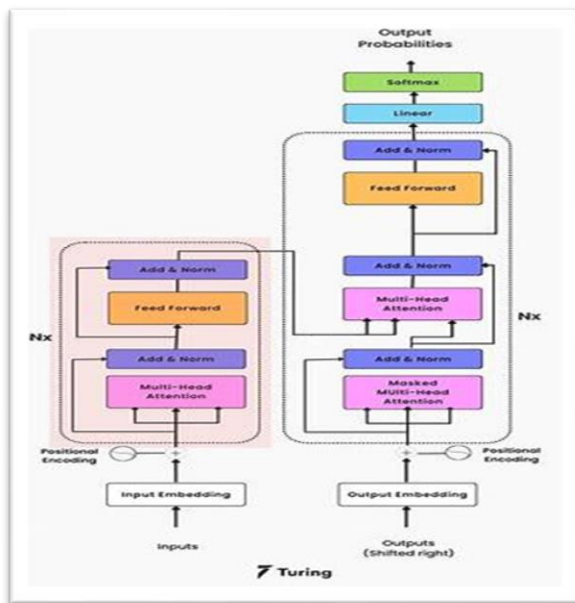 Output
Probabilities
Softmax
Linear
Add & Norm
Feed Forward
Add & Norm
Multi-Head
Attention
Add & Norm
Masked
Multi-Head
Attention
Nx
Positional
Encoding
Output Embedding
Outputs
(Shifted right)
Add & Norm
Feed Forward
Add & Norm
Multi-Head
Attention
Nx
Positional
Encoding
Input Embedding
Inputs
Turing